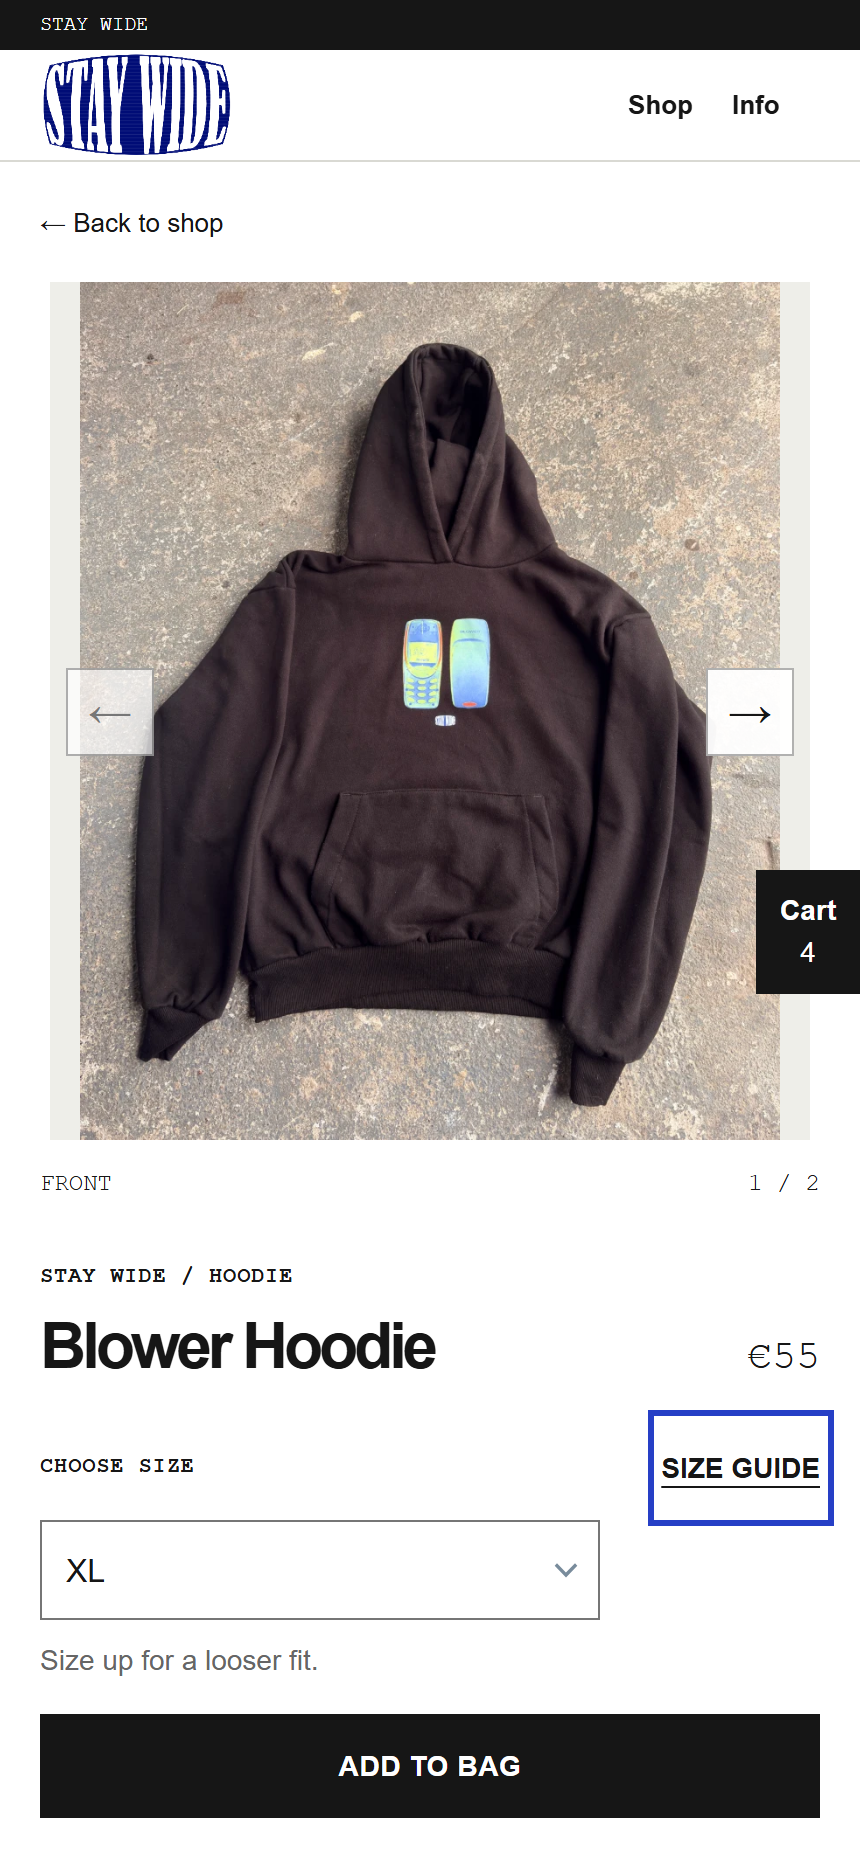 STAY WIDE
STAY WIDE
Shop Info
← Back to shop
← →
Cart
4
FRONT 1 / 2
STAY WIDE / HOODIE
Blower Hoodie €55
CHOOSE SIZE SIZE GUIDE
XL
Size up for a looser fit.
ADD TO BAG